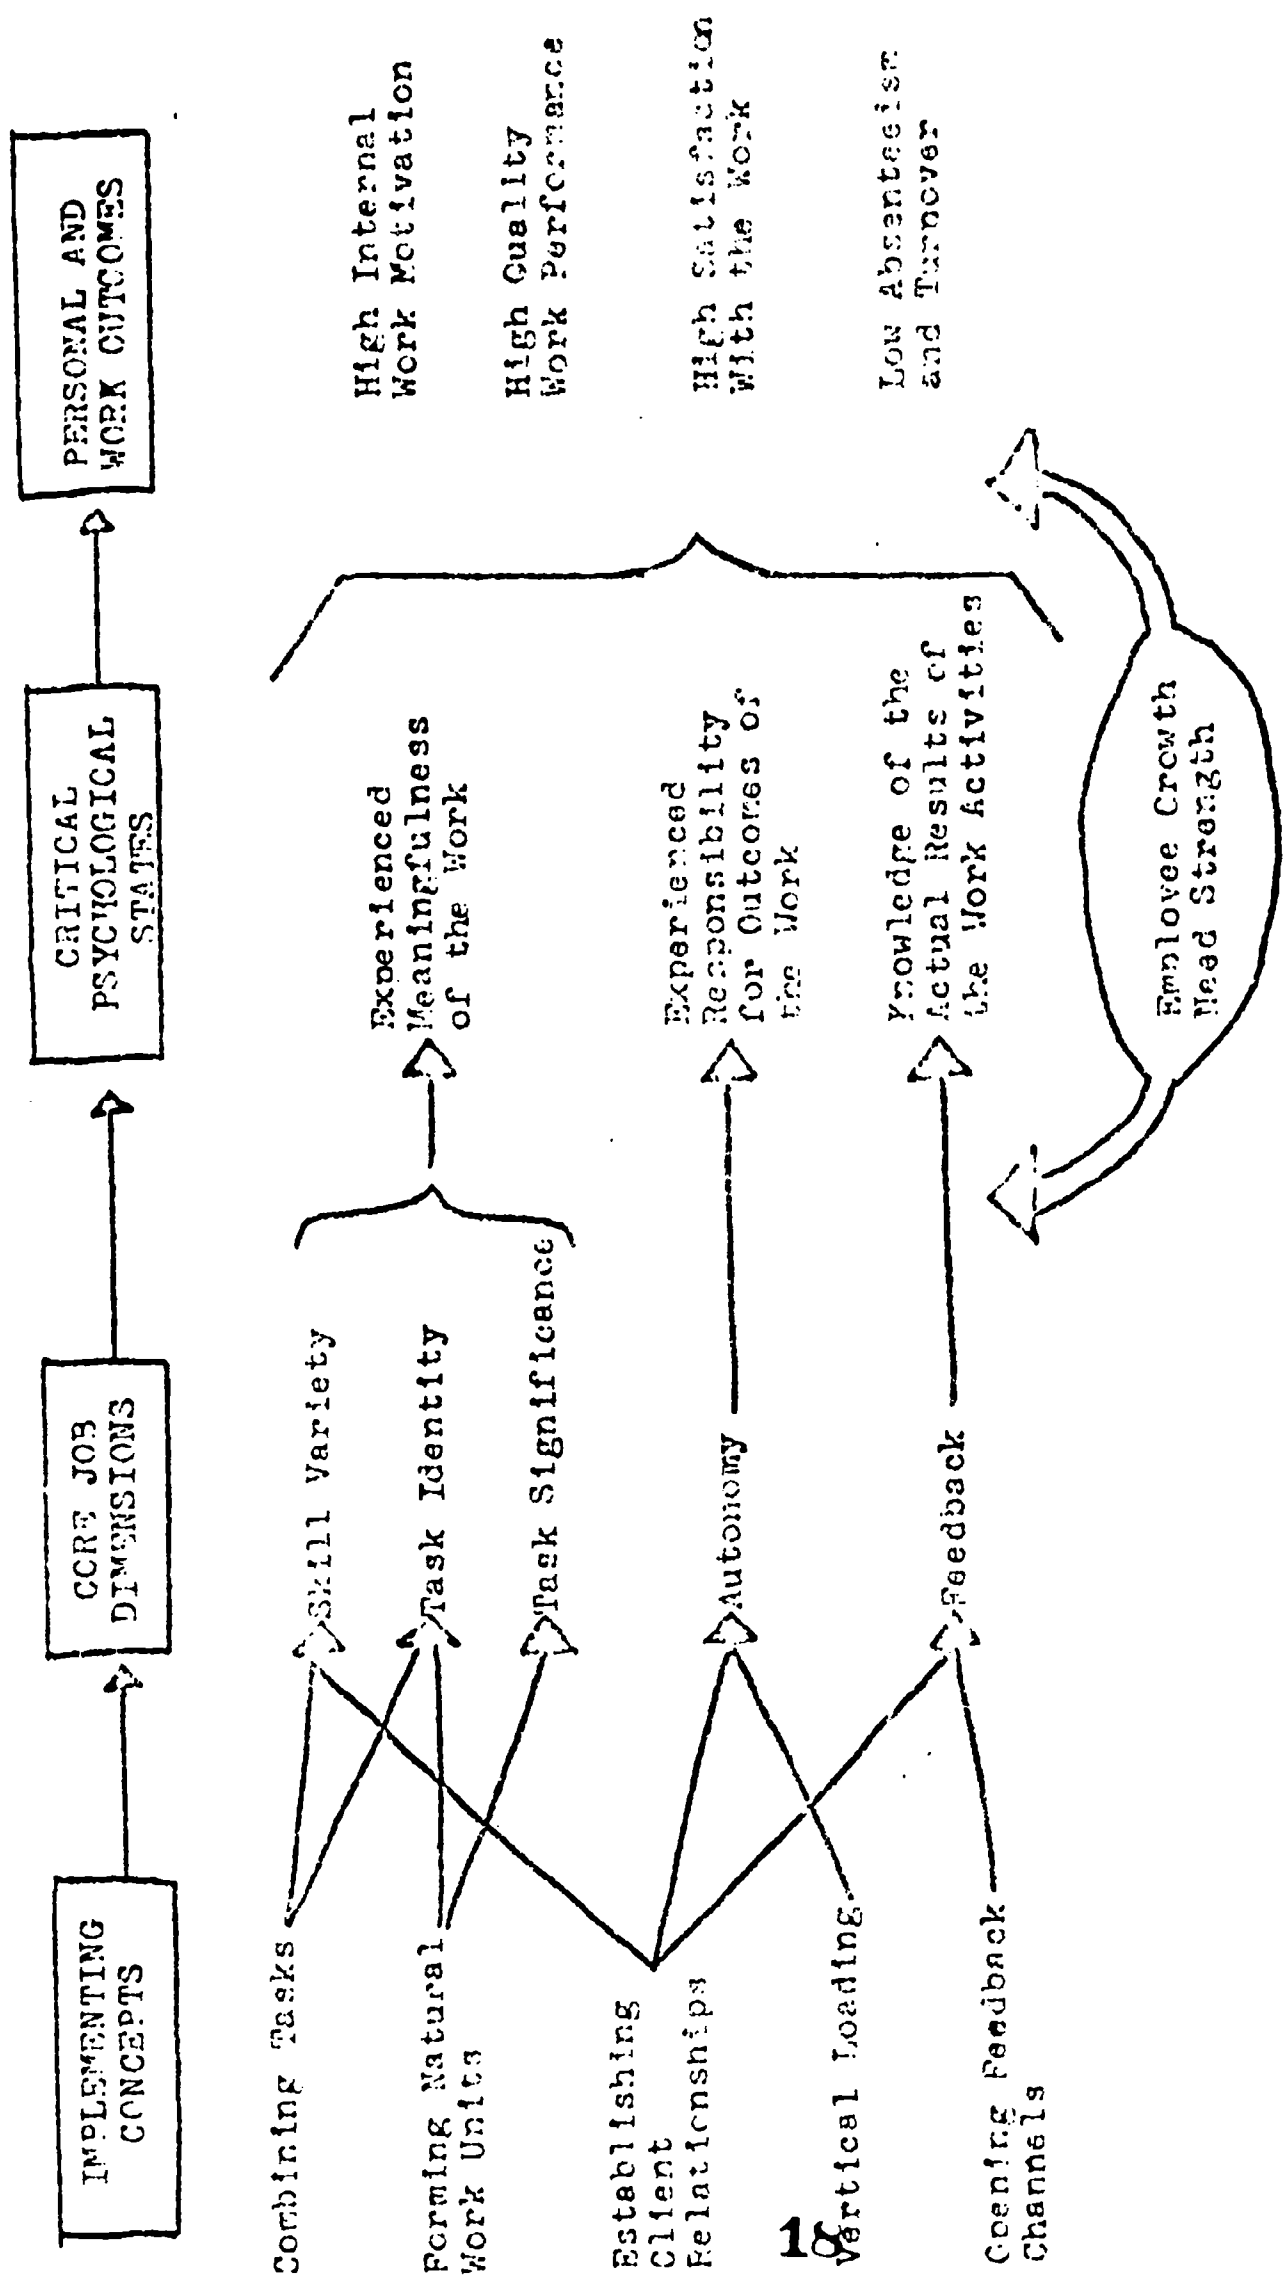 IMPLEMENTING
CONCEPTS
CORE JOB
DIMENSIONS
CRITICAL
PSYCHOLOGICAL
STATES
PERSONAL AND
WORK OUTCOMES
Combining Tasks
Forming Natural
Work Units
Establishing
Client
Relationships
Vertical Loading
Opening Feedback
Channels
Skill Variety
Task Identity
Task Significance
Autonomy
Feedback
Experienced
Meaningfulness
of the Work
Experienced
Responsibility
for Outcomes of
the Work
Knowledge of the
Actual Results of
the Work Activities
High Internal
Work Motivation
High Quality
Work Performance
High Satisfaction
With the Work
Low Absenteeism
and Turnover
Employee Growth
Need Strength
18